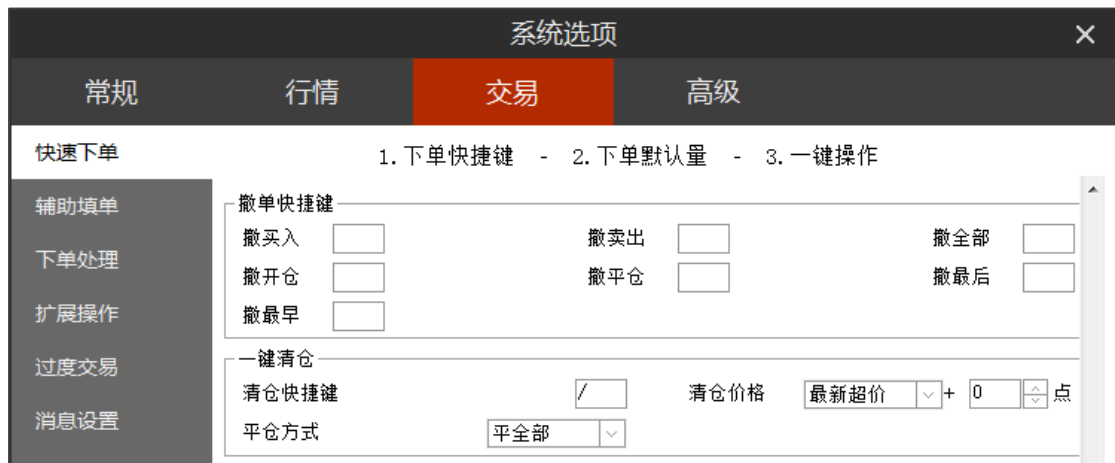 系统选项
常规 行情 交易 高级
快速下单
辅助填单
下单处理
扩展操作
过度交易
消息设置
1.下单快捷键 - 2.下单默认量 - 3.一键操作
撤单快捷键
撤买入 撤卖出 撤全部
撤开仓 撤平仓 撤最后
撤最早
一键清仓
清仓快捷键 / 清仓价格 最新超价 + 0 点
平仓方式 平全部